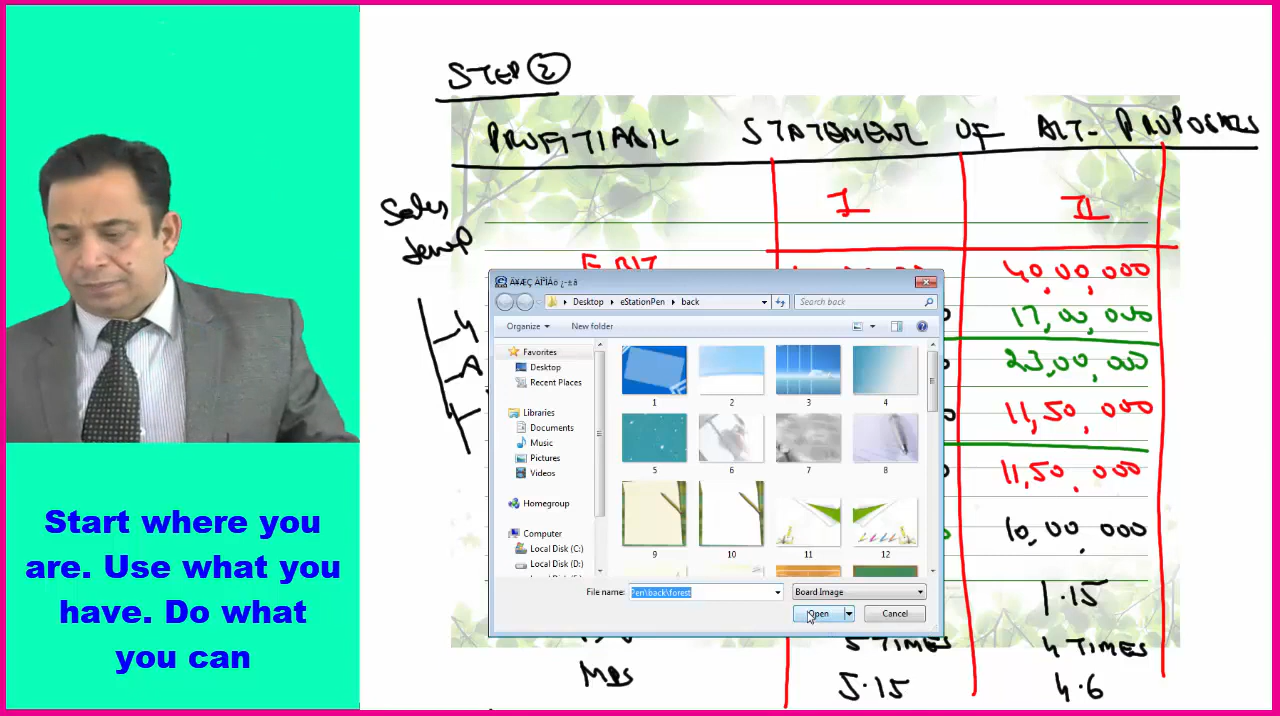 STEP 2
PROFITIABIL STATEMENT OF ALT- PROPOSALS
Sales
I II
EBIT 40,00,000
17,00,000
23,00,000
11,50,000
11,50,000
10,00,000
1.15
5 TIMES 4 TIMES
MPS 5.15 4.6
Desktop eStationPen back Search back
Organize New folder
Favorites
Desktop
Recent Places
Libraries
Documents
Music
Pictures
Videos
Homegroup
Computer
Local Disk (C:)
Local Disk (D:)
1 2 3 4
5 6 7 8
9 10 11 12
File name: Pen\back\forest Board Image
Open Cancel
Start where you
are. Use what you
have. Do what
you can